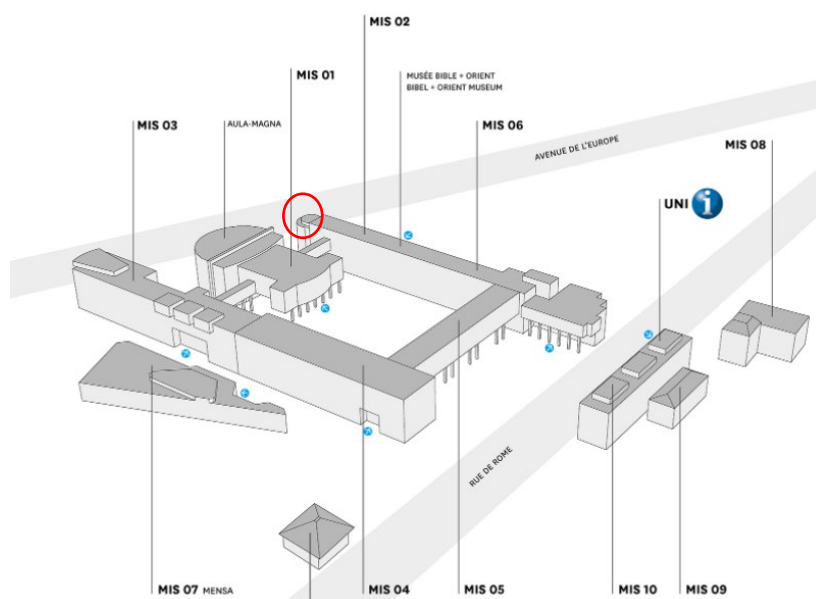 MIS 02
MIS 01
MUSÉE BIBLE + ORIENT
BIBEL + ORIENT MUSEUM
MIS 03
AULA-MAGNA
MIS 06
AVENUE DE L'EUROPE
MIS 08
UNI i
RUE DE ROME
MIS 07 MENSA
MIS 04
MIS 05
MIS 10
MIS 09